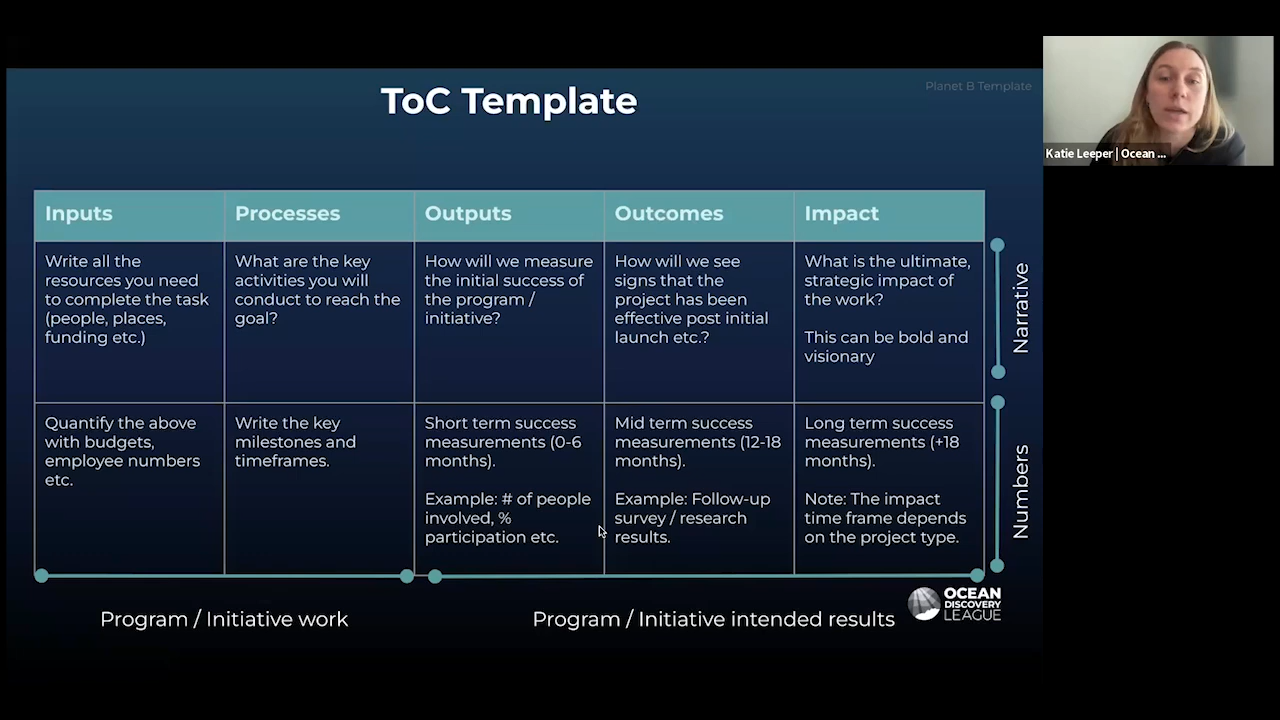 ToC Template
Planet B Template
Katie Leeper | Ocean ...
Inputs
Processes
Outputs
Outcomes
Impact
Write all the
resources you need
to complete the task
(people, places,
funding etc.)
What are the key
activities you will
conduct to reach the
goal?
How will we measure
the initial success of
the program /
initiative?
How will we see
signs that the
project has been
effective post initial
launch etc.?
What is the ultimate,
strategic impact of
the work?
This can be bold and
visionary
Narrative
Quantify the above
with budgets,
employee numbers
etc.
Write the key
milestones and
timeframes.
Short term success
measurements (0-6
months).
Example: # of people
involved, %
participation etc.
Mid term success
measurements (12-18
months).
Example: Follow-up
survey / research
results.
Long term success
measurements (+18
months).
Note: The impact
time frame depends
on the project type.
Numbers
Program / Initiative work
Program / Initiative intended results
OCEAN
DISCOVERY
LEAGUE